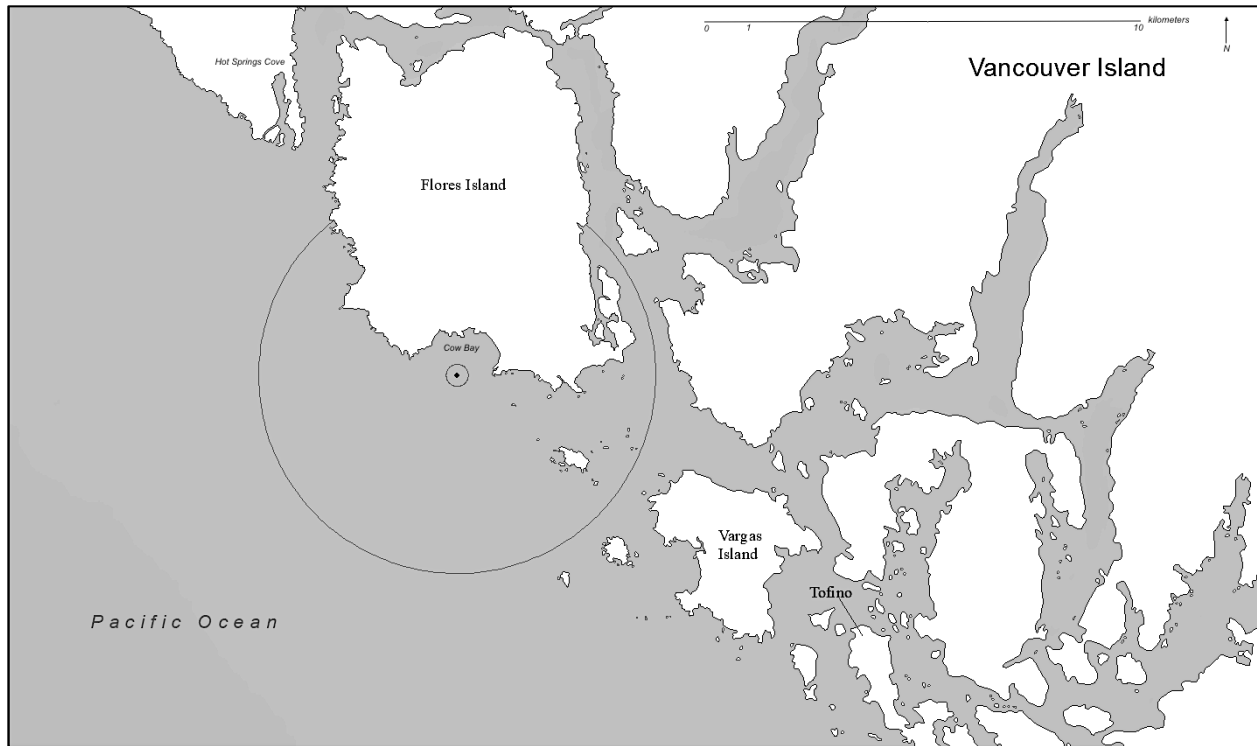 kilometers
0 1 10
N
Hot Springs Cove
Vancouver Island
Flores Island
Cow Bay
Vargas
Island
Tofino
Pacific Ocean